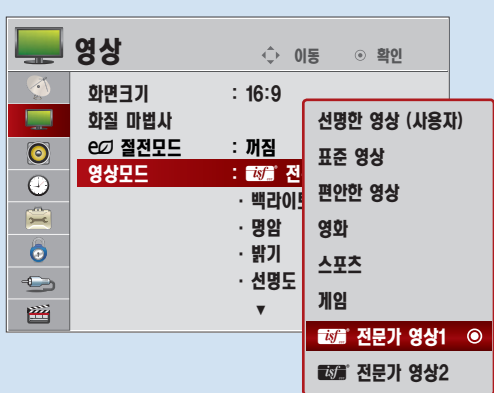 영상
이동 확인
화면크기 : 16:9
화질 마법사
eco 절전모드 : 꺼짐
영상모드 : isf 전
· 백라이트
· 명암
· 밝기
· 선명도
▼
선명한 영상 (사용자)
표준 영상
편안한 영상
영화
스포츠
게임
isf 전문가 영상1
isf 전문가 영상2